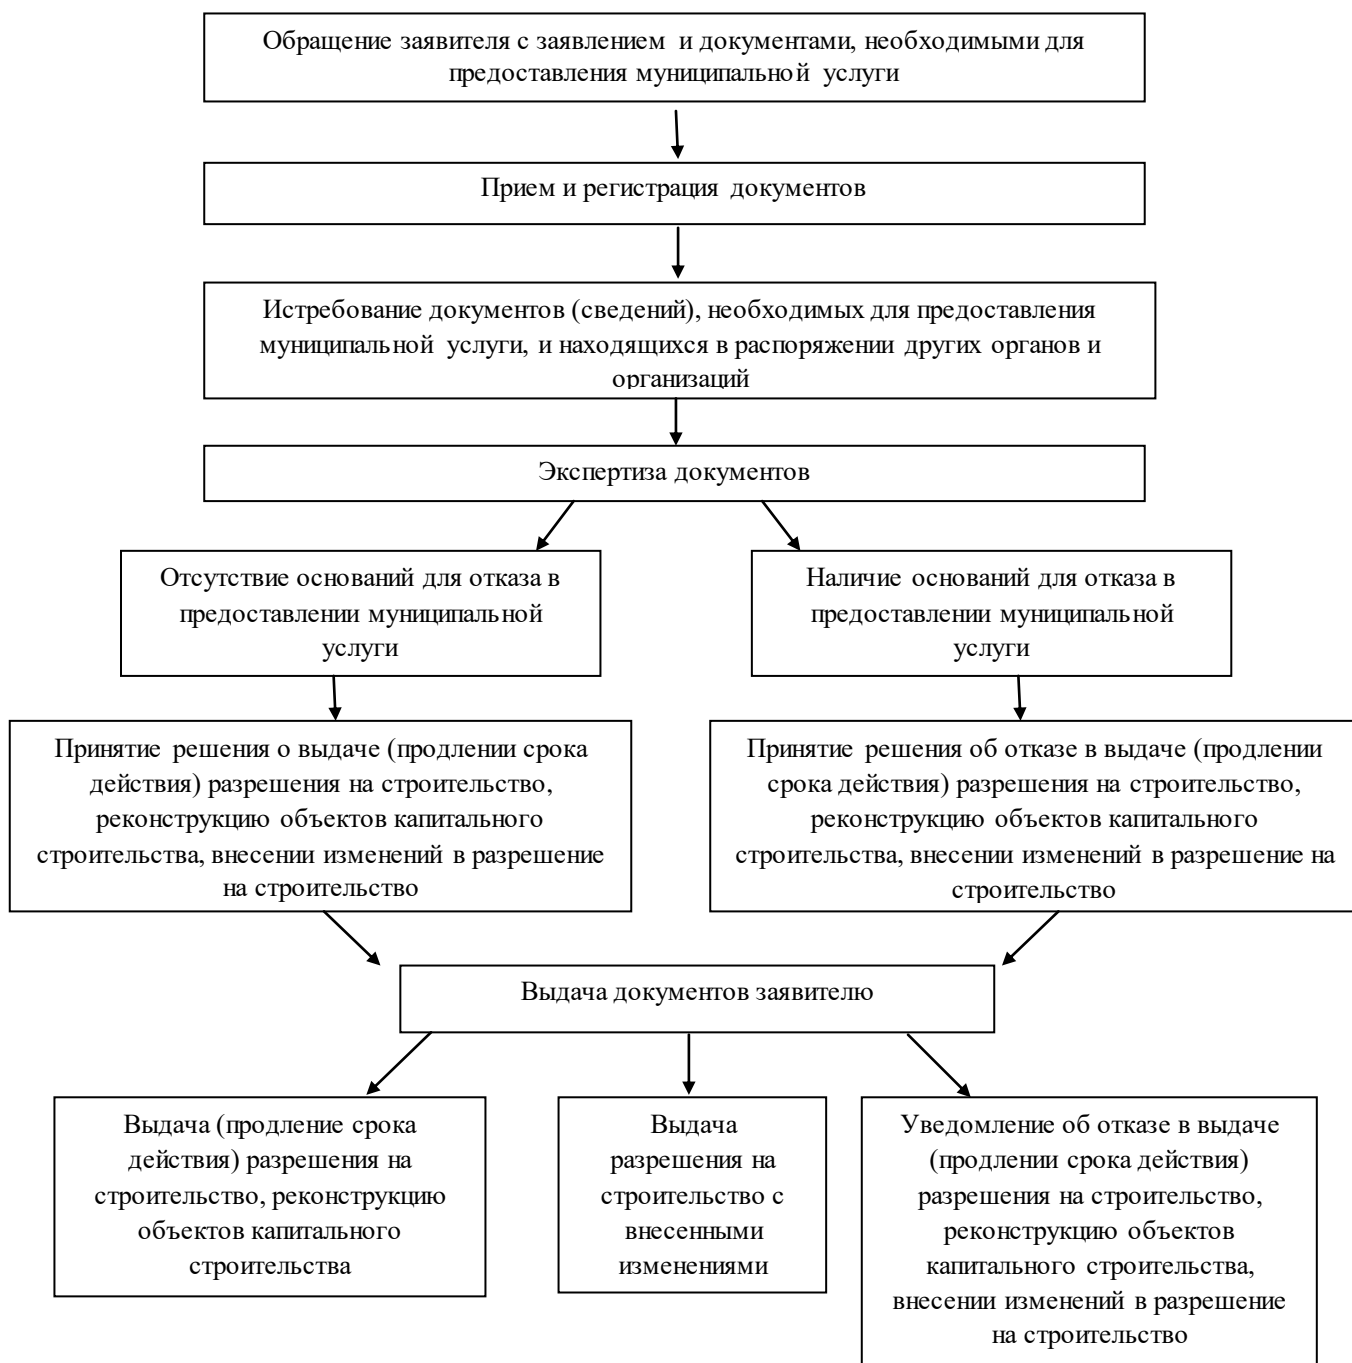 Обращение заявителя с заявлением и документами, необходимыми для
предоставления муниципальной услуги
Прием и регистрация документов
Истребование документов (сведений), необходимых для предоставления
муниципальной услуги, и находящихся в распоряжении других органов и
организаций
Экспертиза документов
Отсутствие оснований для отказа в
предоставлении муниципальной
услуги
Наличие оснований для отказа в
предоставлении муниципальной
услуги
Принятие решения о выдаче (продлении срока
действия) разрешения на строительство,
реконструкцию объектов капитального
строительства, внесении изменений в разрешение
на строительство
Принятие решения об отказе в выдаче (продлении
срока действия) разрешения на строительство,
реконструкцию объектов капитального
строительства, внесении изменений в разрешение на
строительство
Выдача документов заявителю
Выдача (продление срока
действия) разрешения на
строительство, реконструкцию
объектов капитального
строительства
Выдача
разрешения на
строительство с
внесенными
изменениями
Уведомление об отказе в выдаче
(продлении срока действия)
разрешения на строительство,
реконструкцию объектов
капитального строительства,
внесении изменений в разрешение
на строительство